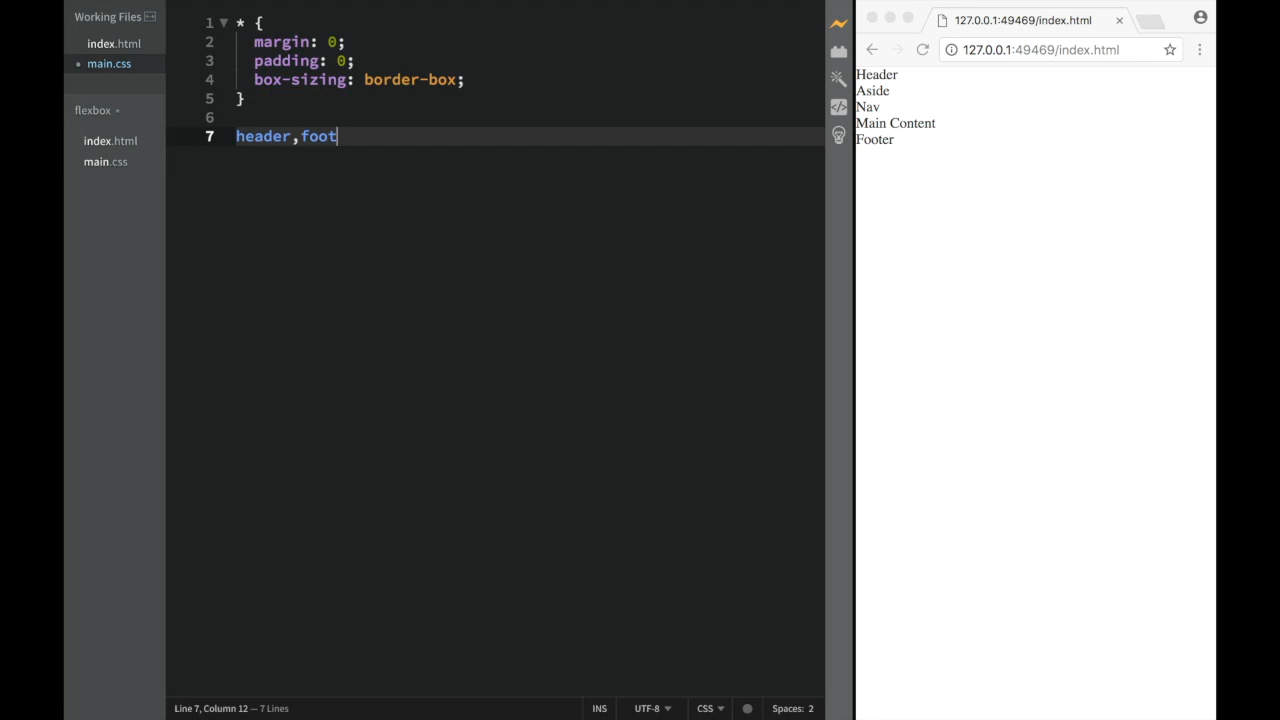 Working Files
index.html
main.css
flexbox
index.html
main.css
1 * {
2 margin: 0;
3 padding: 0;
4 box-sizing: border-box;
5 }
6
7 header,foot
Line 7, Column 12 — 7 Lines
INS
UTF-8
CSS
Spaces: 2
127.0.0.1:49469/index.html
127.0.0.1:49469/index.html
Header
Aside
Nav
Main Content
Footer